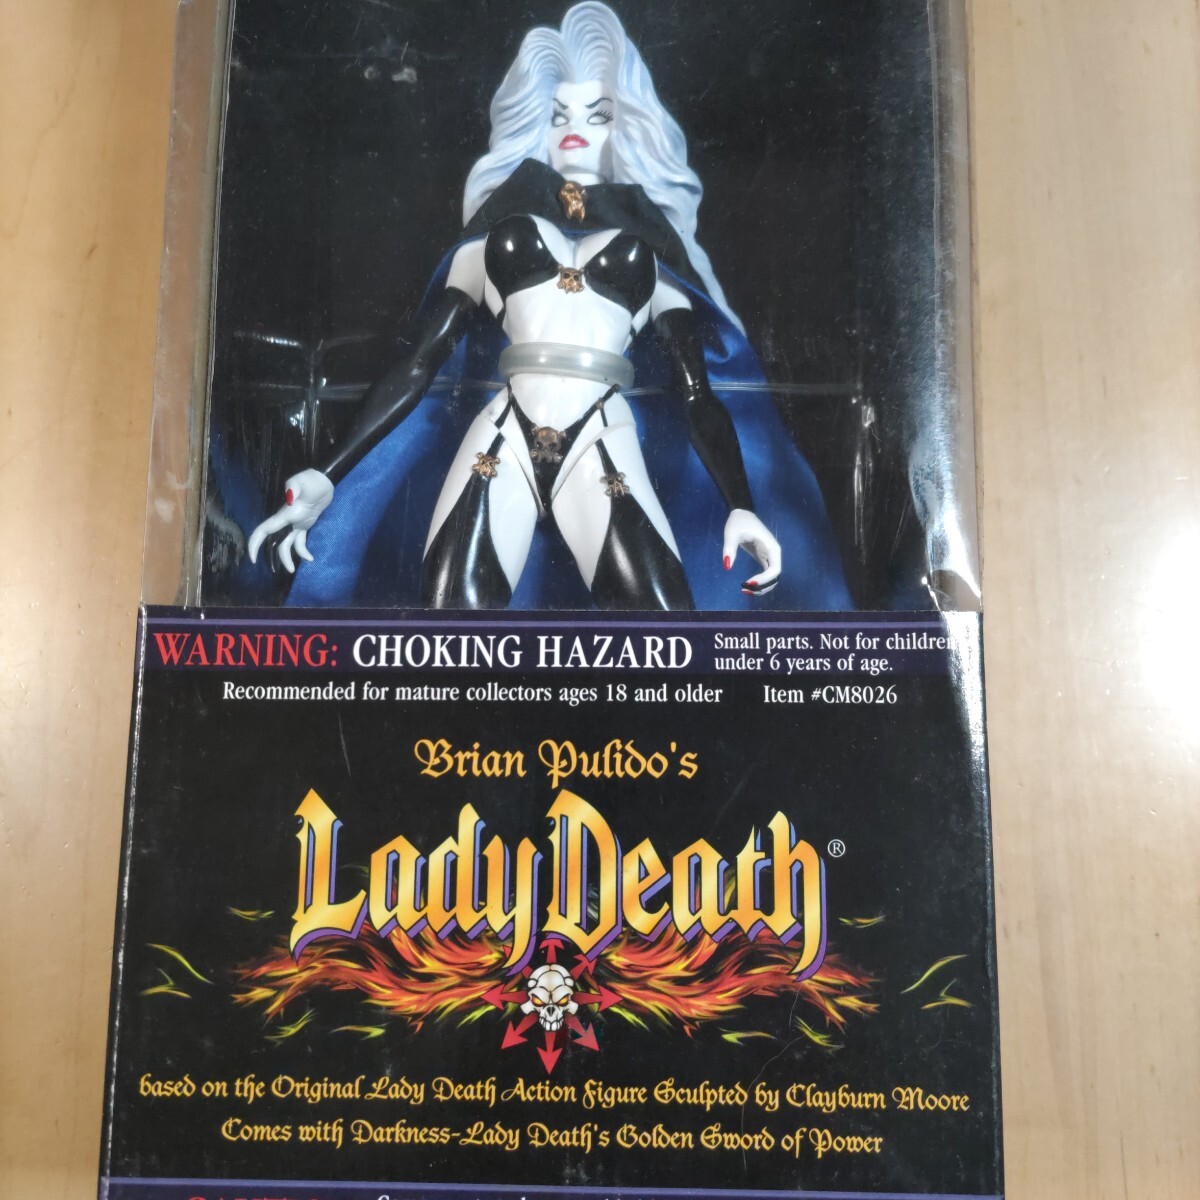 WARNING: CHOKING HAZARD Small parts. Not for children
under 6 years of age.
Recommended for mature collectors ages 18 and older Item #CM8026
Brian Pulido's
Lady Death®
based on the Original Lady Death Action Figure Sculpted by Clayburn Moore
Comes with Darkness-Lady Death's Golden Sword of Power